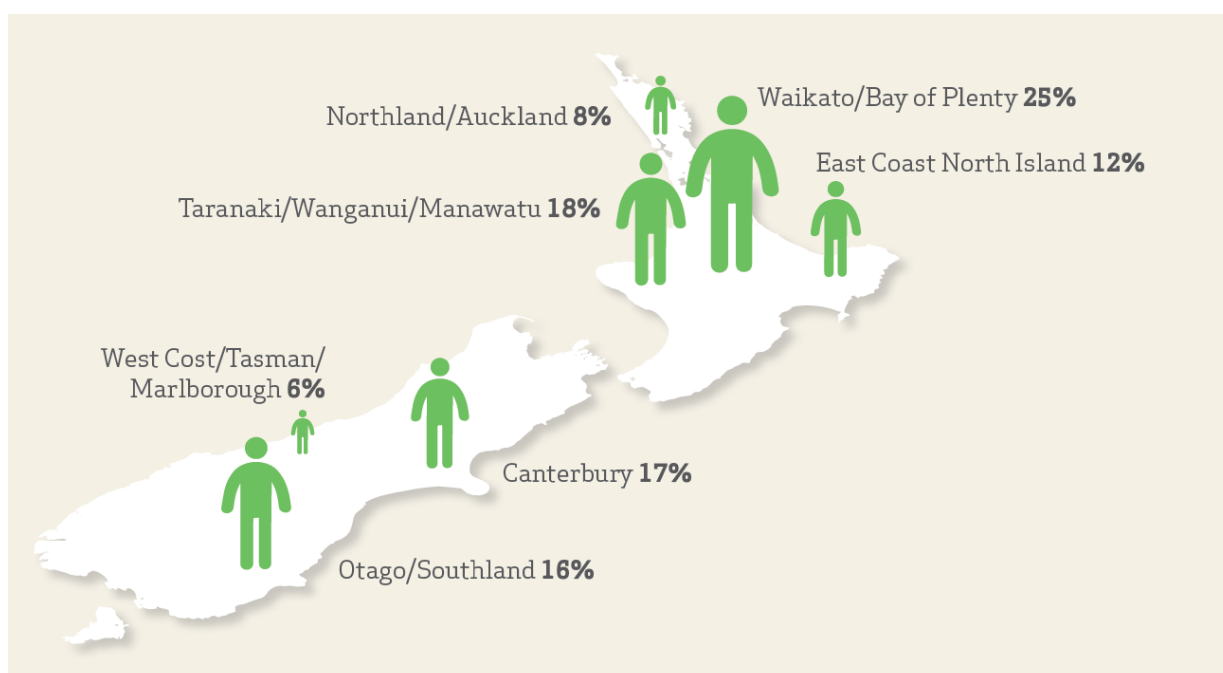 Northland/Auckland 8%
Waikato/Bay of Plenty 25%
East Coast North Island 12%
Taranaki/Wanganui/Manawatu 18%
West Cost/Tasman/
Marlborough 6%
Canterbury 17%
Otago/Southland 16%